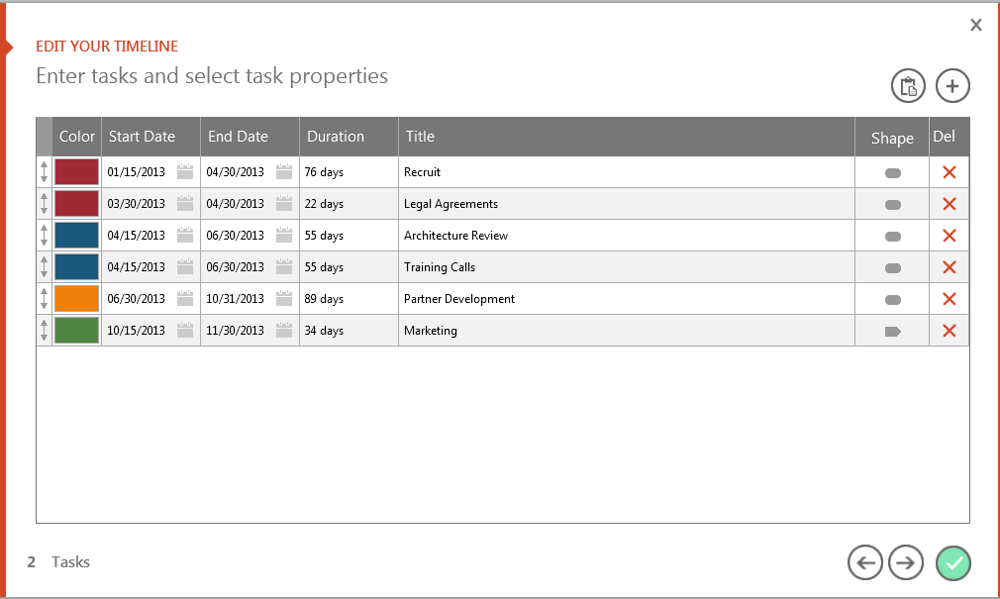 EDIT YOUR TIMELINE
Enter tasks and select task properties
Color Start Date End Date Duration Title Shape Del
01/15/2013 04/30/2013 76 days Recruit
03/30/2013 04/30/2013 22 days Legal Agreements
04/15/2013 06/30/2013 55 days Architecture Review
04/15/2013 06/30/2013 55 days Training Calls
06/30/2013 10/31/2013 89 days Partner Development
10/15/2013 11/30/2013 34 days Marketing
2 Tasks